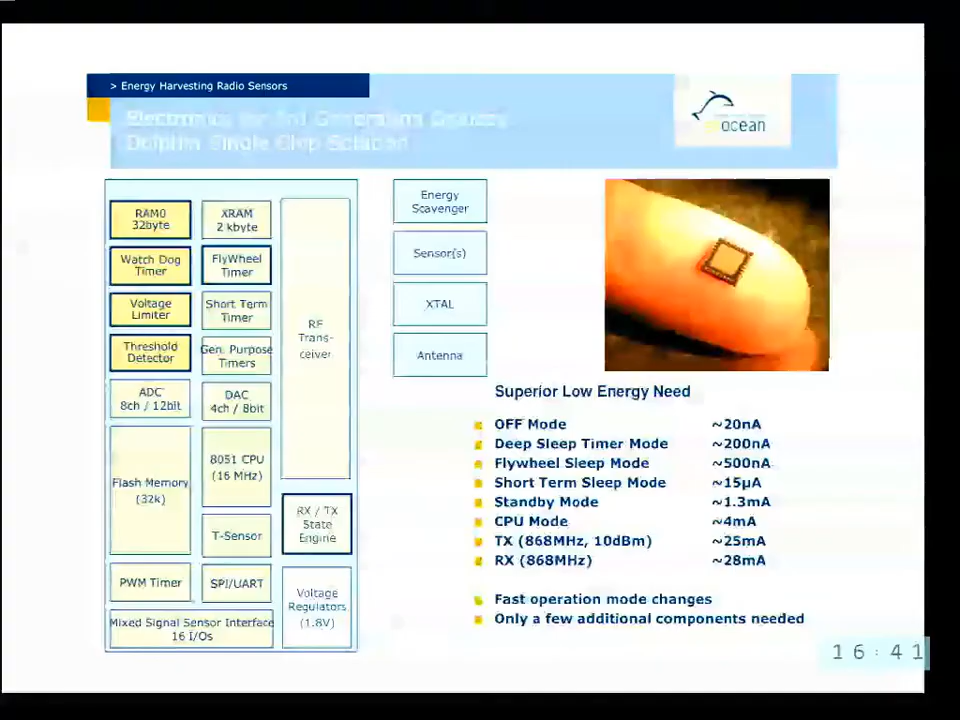 > Energy Harvesting Radio Sensors
Dolphin Single Chip Solution
ocean
RAM0
32byte
XRAM
2 kbyte
Watch Dog
Timer
FlyWheel
Timer
Voltage
Limiter
Short Term
Timer
Threshold
Detector
Gen. Purpose
Timers
ADC
8ch / 12bit
DAC
4ch / 8bit
Flash Memory
(32k)
8051 CPU
(16 MHz)
T-Sensor
PWM Timer
SPI/UART
Mixed Signal Sensor Interface
16 I/Os
RF
Trans-
ceiver
RX / TX
State
Engine
Voltage
Regulators
(1.8V)
Energy
Scavenger
Sensor(s)
XTAL
Antenna
Superior Low Energy Need
OFF Mode ~20nA
Deep Sleep Timer Mode ~200nA
Flywheel Sleep Mode ~500nA
Short Term Sleep Mode ~15µA
Standby Mode ~1.3mA
CPU Mode ~4mA
TX (868MHz, 10dBm) ~25mA
RX (868MHz) ~28mA
Fast operation mode changes
Only a few additional components needed
16:41